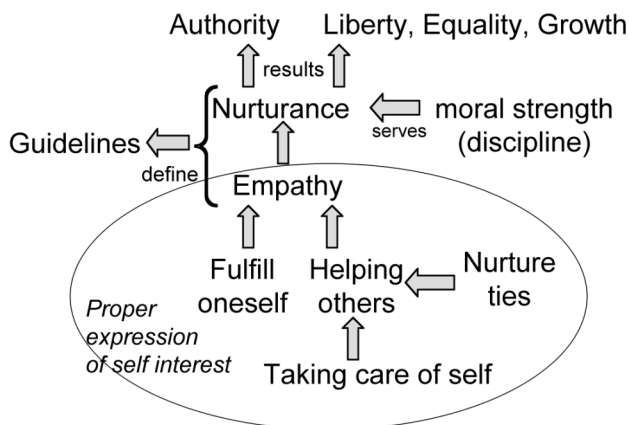 Authority
Liberty, Equality, Growth
results
Nurturance
moral strength
(discipline)
serves
Guidelines
define
Empathy
Fulfill
oneself
Helping
others
Nurture
ties
Proper
expression
of self interest
Taking care of self